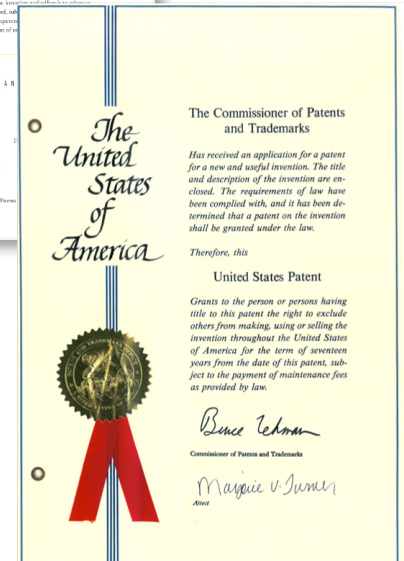 The
United
States
of
America
The Commissioner of Patents
and Trademarks
Has received an application for a patent
for a new and useful invention. The title
and description of the invention are en-
closed. The requirements of law have
been complied with, and it has been de-
termined that a patent on the invention
shall be granted under the law.
Therefore, this
United States Patent
Grants to the person or persons having
title to this patent the right to exclude
others from making, using or selling the
invention throughout the United States
of America for the term of seventeen
years from the date of this patent, sub-
ject to the payment of maintenance fees
as provided by law.
Bruce Lehman
Commissioner of Patents and Trademarks
Marjorie V. Turner
Attest